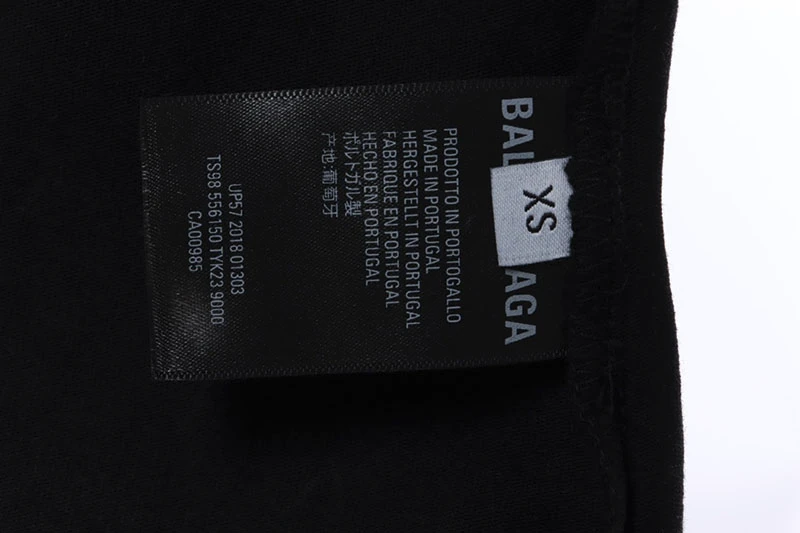 BAL AGA
XS
PRODOTTO IN PORTOGALLO
MADE IN PORTUGAL
HERGESTELLT IN PORTUGAL
FABRIQUE EN PORTUGAL
HECHO EN PORTUGAL
ポルトガル製
产地:葡萄牙
UP57 2018 01303
TS98 556150 TYK23 9000
CA00985